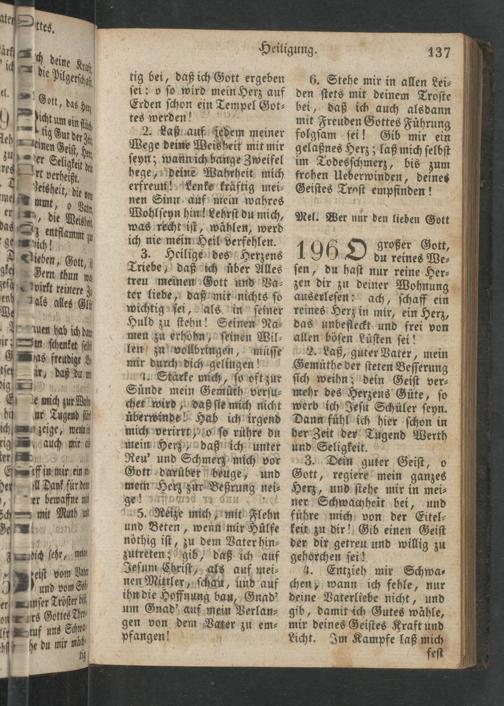 Heiligung.
137
tig bei, daß ich Gott ergeben
sei: o so wird mein Herz auf
Erden schon ein Tempel Got-
tes werden!
2. Laß auf jedem meiner
Wege deine Weisheit mit mir
seyn; wann ich bange Zweifel
hege, deine Wahrheit mich
erfreun! Lenke kräftig mei-
nen Sinn auf mein wahres
Wohlseyn hin! Lehrst du mich,
was recht ist, wählen, werd
ich nie mein Heil verfehlen.
3. Heilige des Herzens
Triebe, daß ich über Alles
treu meinen Gott und Va-
ter liebe, daß mir nichts so
wichtig sei, als in seiner
Huld zu stehn! Seinen Na-
men zu erhöhn, seinen Wil-
len zu vollbringen, müsse
mir durch dich gelingen!
4. Stärke mich, so oft zur
Sünde mein Gemüth versu-
chet wird, daß sie mich nicht
überwinde! Hab ich irgend
mich verirrt, o so rühre du
mein Herz, daß ich unter
Reu' und Schmerz mich vor
Gott darüber beuge, und
mein Herz zur Beßrung nei-
ge!
5. Reize mich, mit Flehn
und Beten, wenn mir Hülfe
nöthig ist, zu dem Vater hin-
zutreten; gib, daß ich auf
Jesum Christ, als auf mei-
nen Mittler, schau, und auf
ihn die Hoffnung bau, Gnad'
um Gnad' auf mein Verlan-
gen von dem Vater zu em-
pfangen!
6. Stehe mir in allen Lei-
den stets mit deinem Troste
bei, daß ich auch alsdann
mit Freuden Gottes Führung
folgsam sei! Gib mir ein
gelaßnes Herz; laß mich selbst
im Todesschmerz, bis zum
frohen Ueberwinden, deines
Geistes Trost empfinden!
Mel. Wer nur den lieben Gott
196 O großer Gott,
du reines We-
sen, du hast nur reine Her-
zen dir zu deiner Wohnung
auserlesen: ach, schaff ein
reines Herz in mir, ein Herz,
das unbefleckt und frei von
allen bösen Lüsten sei!
2. Laß, guter Vater, mein
Gemüthe der steten Besserung
sich weihn; dein Geist ver-
mehr des Herzens Güte, so
werd ich Jesu Schüler seyn.
Dann fühl ich hier schon in
der Zeit der Tugend Werth
und Seligkeit.
3. Dein guter Geist, o
Gott, regiere mein ganzes
Herz, und stehe mir in mei-
ner Schwachheit bei, und
führe mich von der Eitel-
keit zu dir! Gib einen Geist
der dir getreu und willig zu
gehorchen sei!
4. Entzieh mir Schwa-
chen, wann ich fehle, nur
deine Vaterliebe nicht, und
gib, damit ich Gutes wähle,
mir deines Geistes Kraft und
Licht. Im Kampfe laß mich
fest